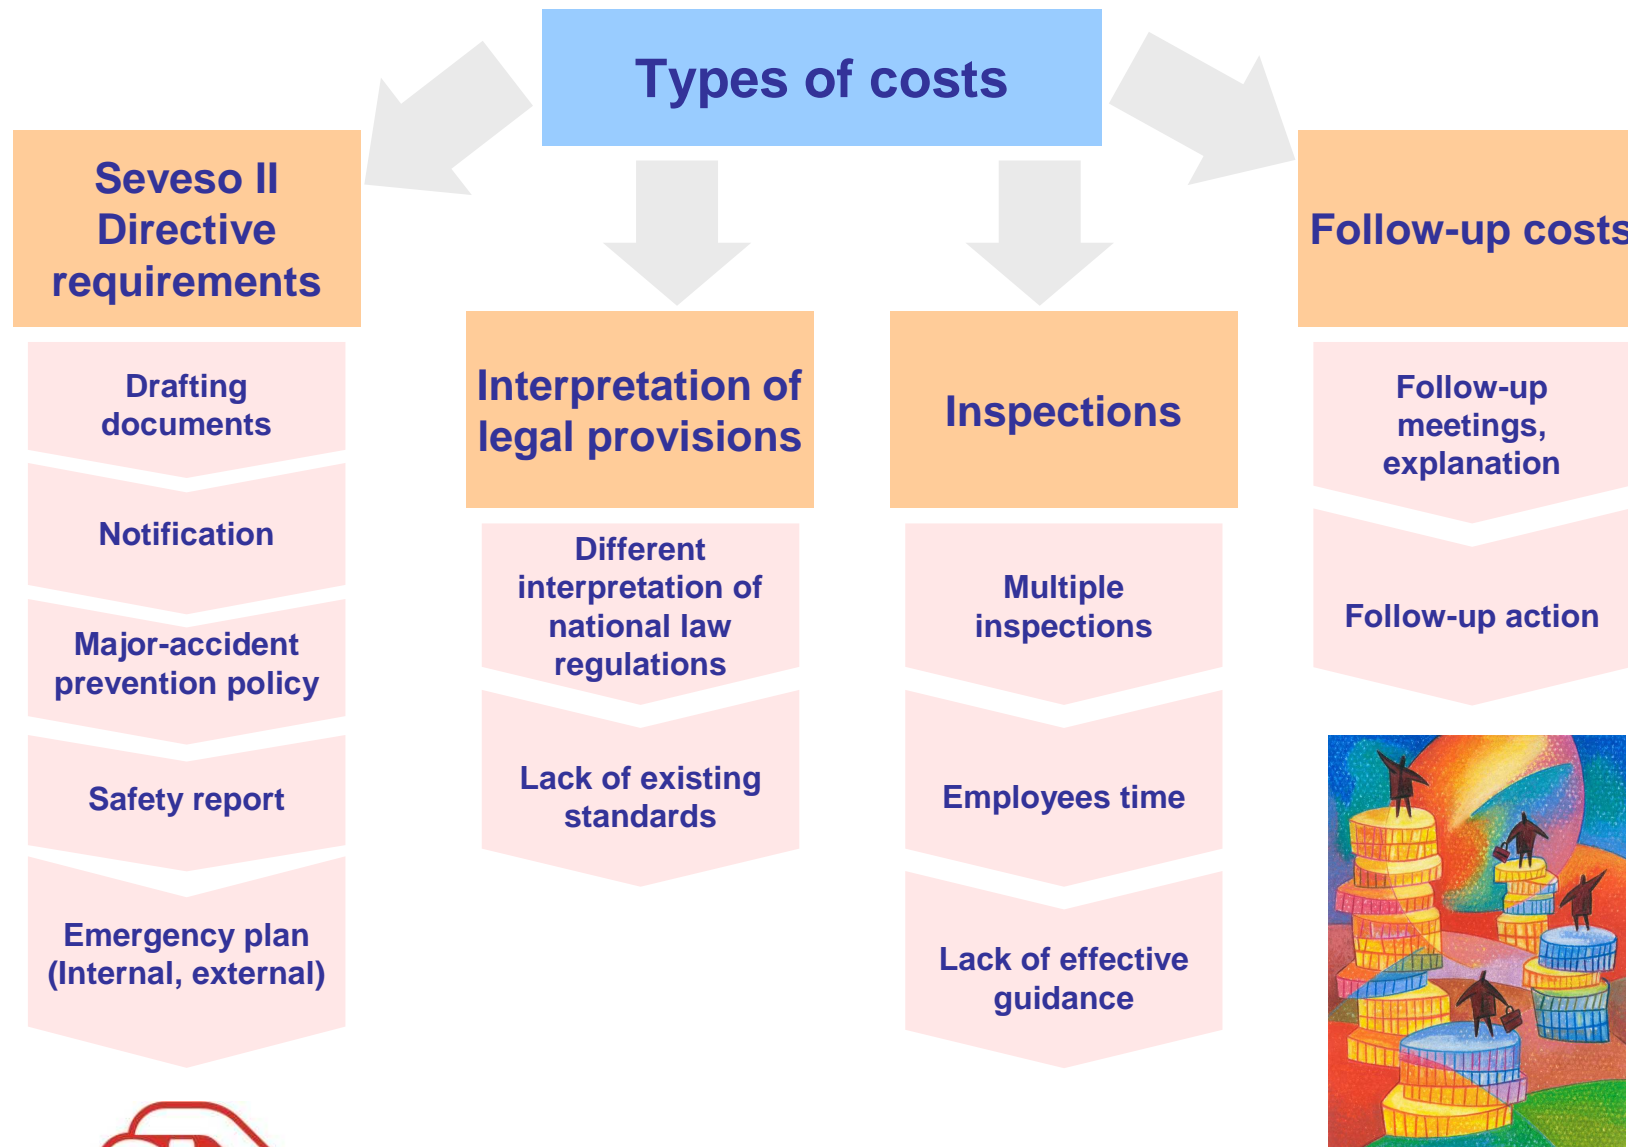 Types of costs
Seveso II
Directive
requirements
Drafting
documents
Notification
Major-accident
prevention policy
Safety report
Emergency plan
(Internal, external)
Interpretation of
legal provisions
Different
interpretation of
national law
regulations
Lack of existing
standards
Inspections
Multiple
inspections
Employees time
Lack of effective
guidance
Follow-up costs
Follow-up
meetings,
explanation
Follow-up action